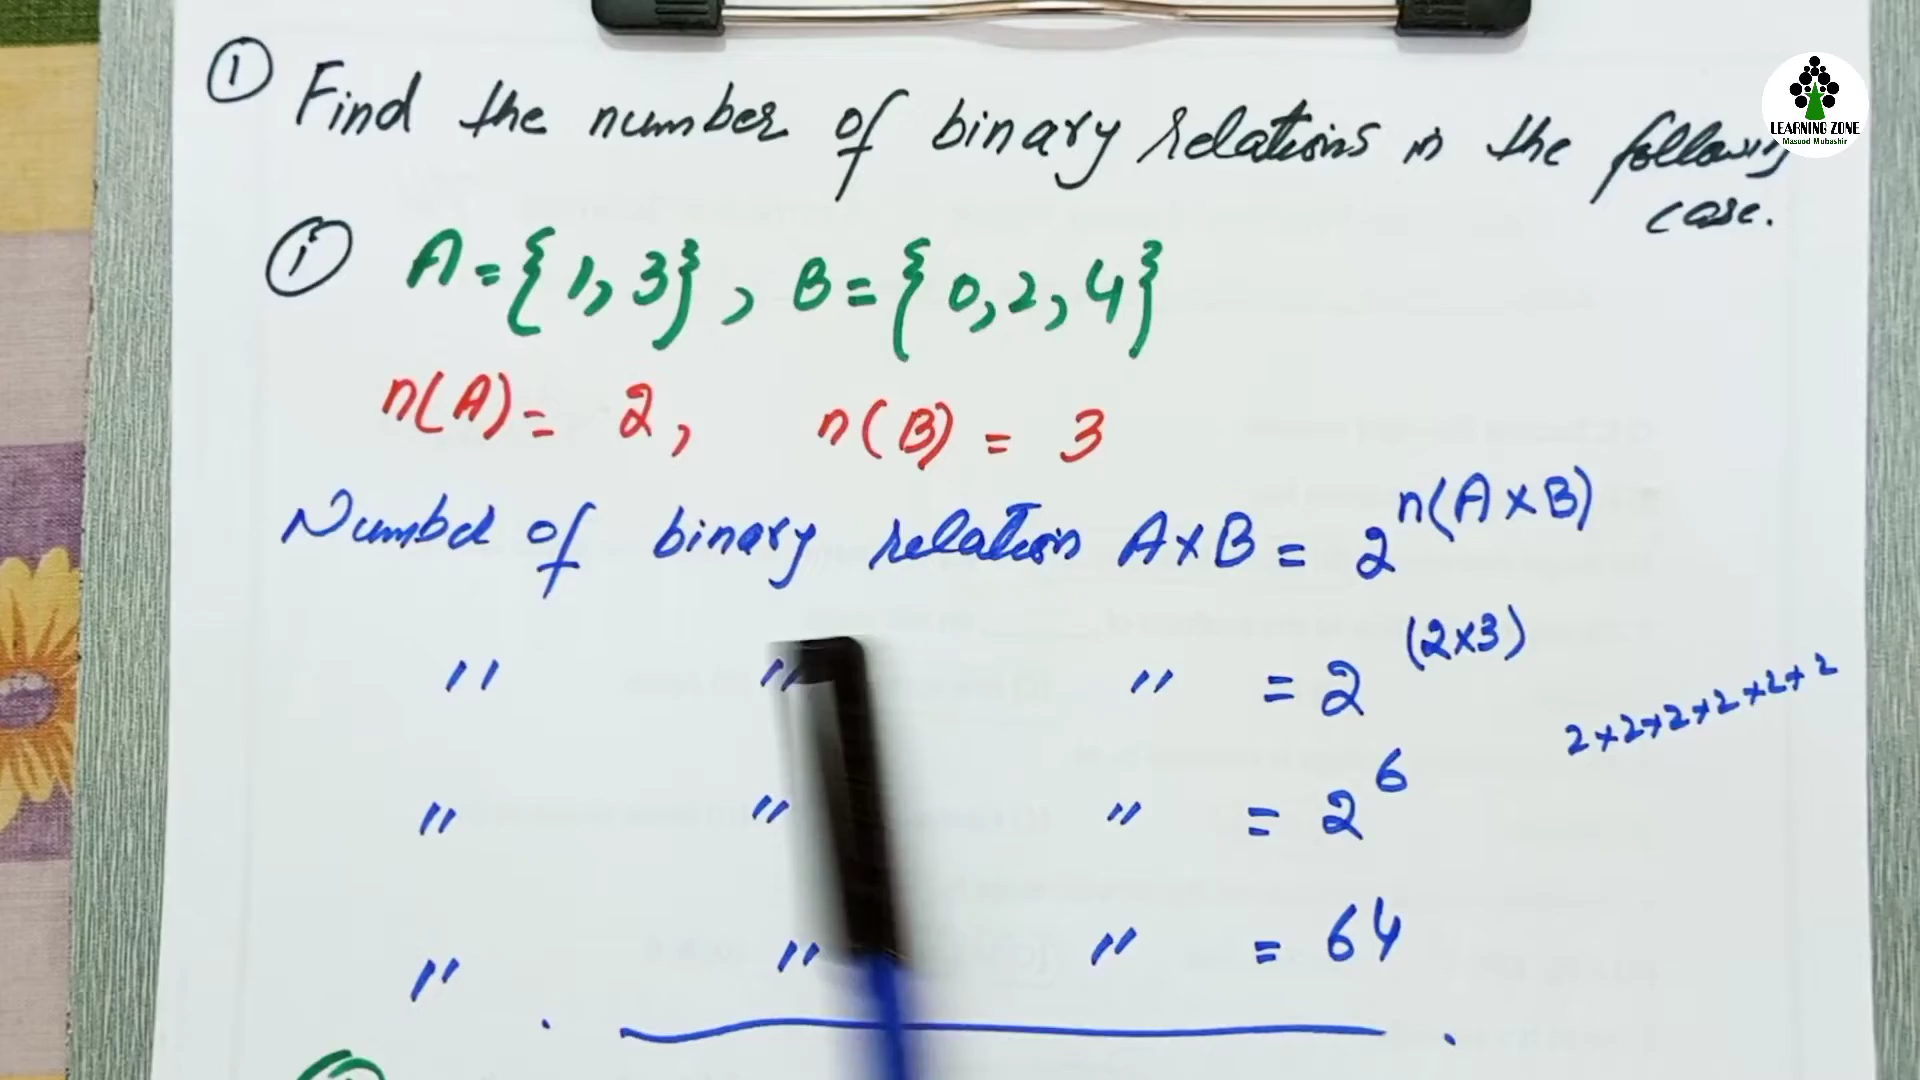 ① Find the number of binary relations in the following
case.
LEARNING ZONE
Masood Mubashir
① A={1,3}, B={0,2,4}
n(A)= 2, n(B) = 3
Number of binary relation A×B = 2^n(A×B)
" " " = 2^(2×3)
2×2×2×2×2×2
" " " = 2^6
" " " = 64